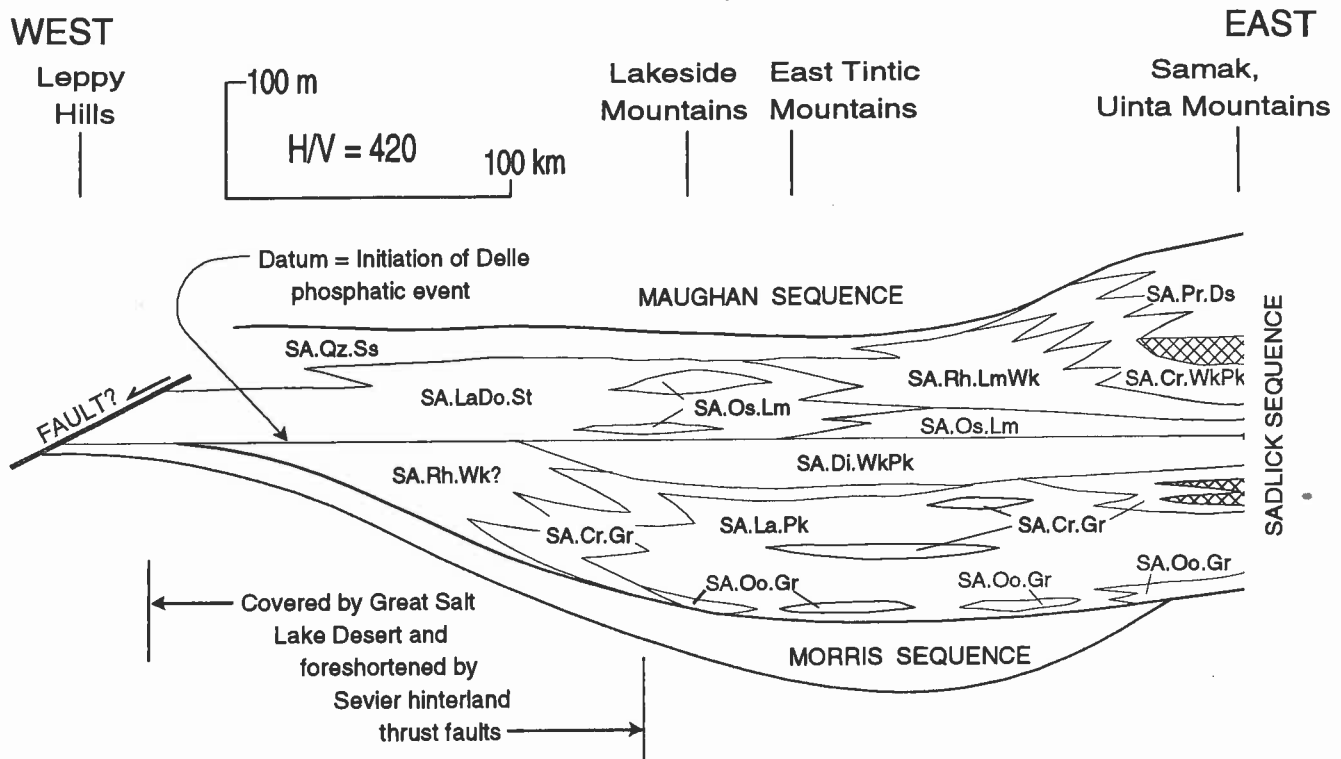 WEST
EAST
Leppy
Hills
100 m
H/V = 420
100 km
Lakeside
Mountains
East Tintic
Mountains
Samak,
Uinta Mountains
Datum = Initiation of Delle
phosphatic event
MAUGHAN SEQUENCE
SA.Pr.Ds
SA.Qz.Ss
SA.LaDo.St
SA.Os.Lm
SA.Rh.LmWk
SA.Cr.WkPk
SA.Os.Lm
FAULT?
SADLICK SEQUENCE
SA.Rh.Wk?
SA.Di.WkPk
SA.Cr.Gr
SA.La.Pk
SA.Cr.Gr
SA.Oo.Gr
SA.Oo.Gr
SA.Oo.Gr
Covered by Great Salt
Lake Desert and
foreshortened by
Sevier hinterland
thrust faults
MORRIS SEQUENCE